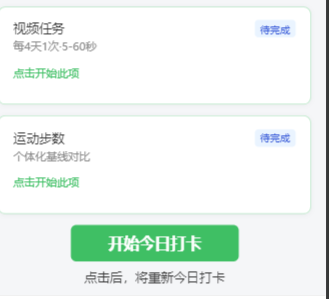 视频任务
待完成
每4天1次·5-60秒
点击开始此项
运动步数
待完成
个体化基线对比
点击开始此项
开始今日打卡
点击后，将重新今日打卡